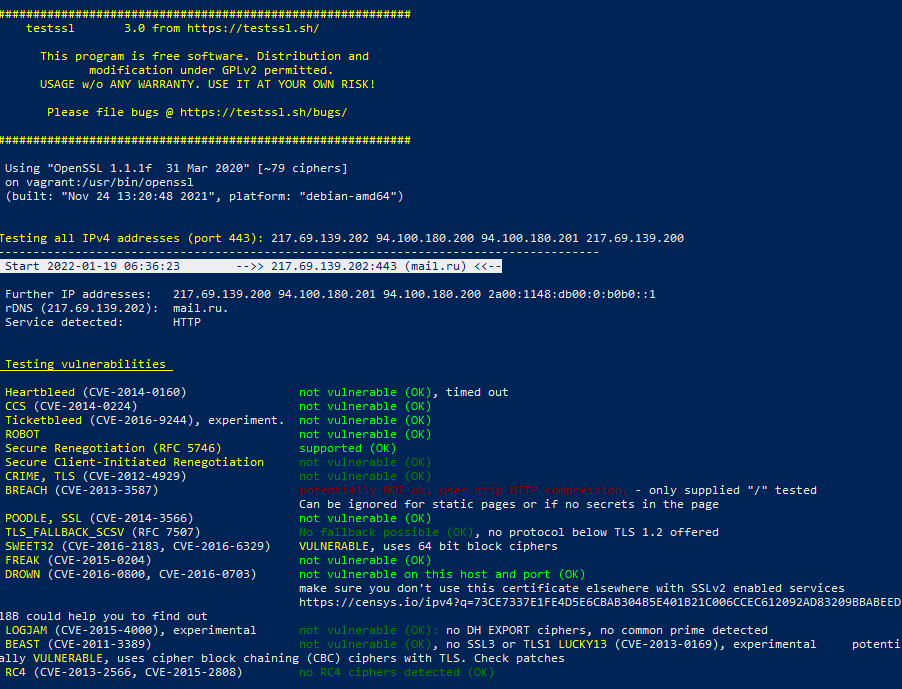 ###########################################################
testssl 3.0 from https://testssl.sh/
This program is free software. Distribution and
modification under GPLv2 permitted.
USAGE w/o ANY WARRANTY. USE IT AT YOUR OWN RISK!
Please file bugs @ https://testssl.sh/bugs/
###########################################################
Using "OpenSSL 1.1.1f 31 Mar 2020" [~79 ciphers]
on vagrant:/usr/bin/openssl
(built: "Nov 24 13:20:48 2021", platform: "debian-amd64")
Testing all IPv4 addresses (port 443): 217.69.139.202 94.100.180.200 94.100.180.201 217.69.139.200
--------------------------------------------------------------------------------------
Start 2022-01-19 06:36:23 -->> 217.69.139.202:443 (mail.ru) <<--
Further IP addresses: 217.69.139.200 94.100.180.201 94.100.180.200 2a00:1148:db00:0:b0b0::1
rDNS (217.69.139.202): mail.ru.
Service detected: HTTP
Testing vulnerabilities
Heartbleed (CVE-2014-0160) not vulnerable (OK), timed out
CCS (CVE-2014-0224) not vulnerable (OK)
Ticketbleed (CVE-2016-9244), experiment. not vulnerable (OK)
ROBOT not vulnerable (OK)
Secure Renegotiation (RFC 5746) supported (OK)
Secure Client-Initiated Renegotiation not vulnerable (OK)
CRIME, TLS (CVE-2012-4929) not vulnerable (OK)
BREACH (CVE-2013-3587) potentially NOT ok, uses gzip HTTP compression. - only supplied "/" tested
Can be ignored for static pages or if no secrets in the page
POODLE, SSL (CVE-2014-3566) not vulnerable (OK)
TLS_FALLBACK_SCSV (RFC 7507) No fallback possible (OK), no protocol below TLS 1.2 offered
SWEET32 (CVE-2016-2183, CVE-2016-6329) VULNERABLE, uses 64 bit block ciphers
FREAK (CVE-2015-0204) not vulnerable (OK)
DROWN (CVE-2016-0800, CVE-2016-0703) not vulnerable on this host and port (OK)
make sure you don't use this certificate elsewhere with SSLv2 enabled services
https://censys.io/ipv4?q=73CE7337E1FE4D5E6CBAB304B5E401B21C006CCEC612092AD83209BBABEED
18B could help you to find out
LOGJAM (CVE-2015-4000), experimental not vulnerable (OK): no DH EXPORT ciphers, no common prime detected
BEAST (CVE-2011-3389) not vulnerable (OK), no SSL3 or TLS1 LUCKY13 (CVE-2013-0169), experimental potenti
ally VULNERABLE, uses cipher block chaining (CBC) ciphers with TLS. Check patches
RC4 (CVE-2013-2566, CVE-2015-2808) no RC4 ciphers detected (OK)